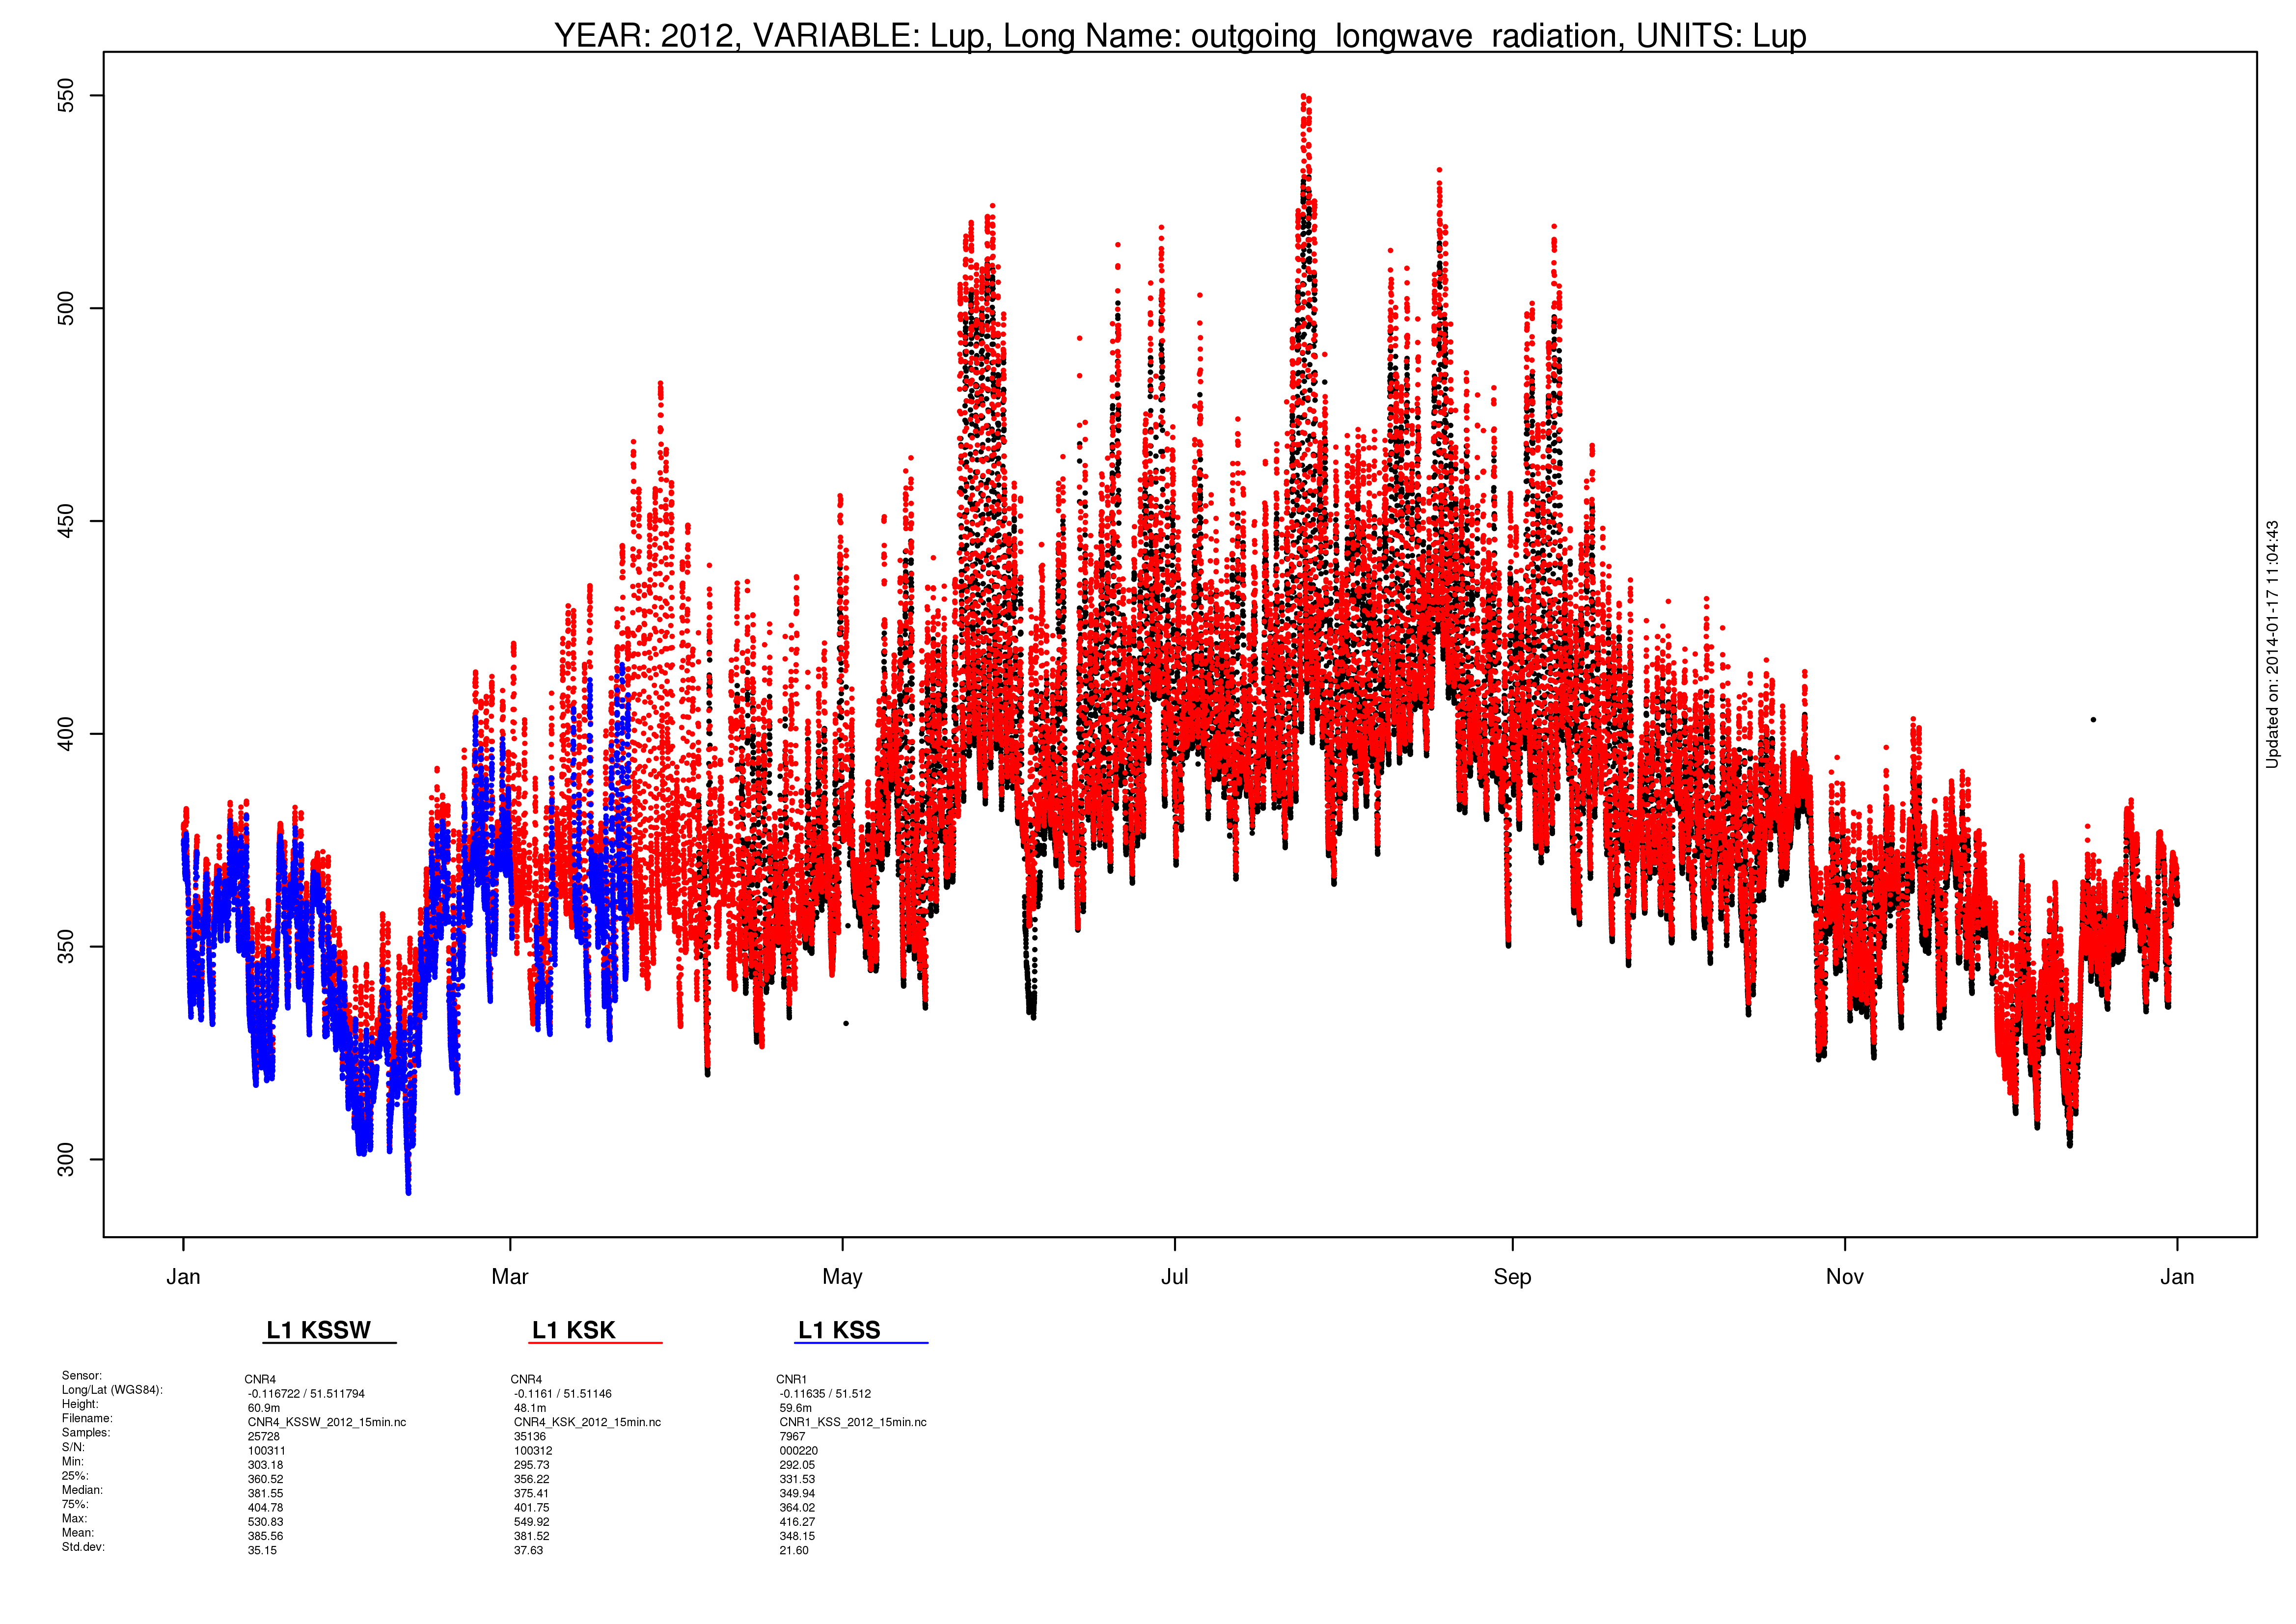 YEAR: 2012, VARIABLE: Lup, Long Name: outgoing longwave radiation, UNITS: Lup
550
500
450
400
350
300
Updated on: 2014-01-17 11:04:43
Jan Mar May Jul Sep Nov Jan
L1 KSSW L1 KSK L1 KSS
Sensor: CNR4 CNR4 CNR1
Long/Lat (WGS84): -0.116722 / 51.511794 -0.1161 / 51.51146 -0.11635 / 51.512
Height: 60.9m 48.1m 59.6m
Filename: CNR4_KSSW_2012_15min.nc CNR4_KSK_2012_15min.nc CNR1_KSS_2012_15min.nc
Samples: 25728 35136 7967
S/N: 100311 100312 000220
Min: 303.18 295.73 292.05
25%: 360.52 356.22 331.53
Median: 381.55 375.41 349.94
75%: 404.78 401.75 364.02
Max: 530.83 549.92 416.27
Mean: 385.56 381.52 348.15
Std.dev: 35.15 37.63 21.60